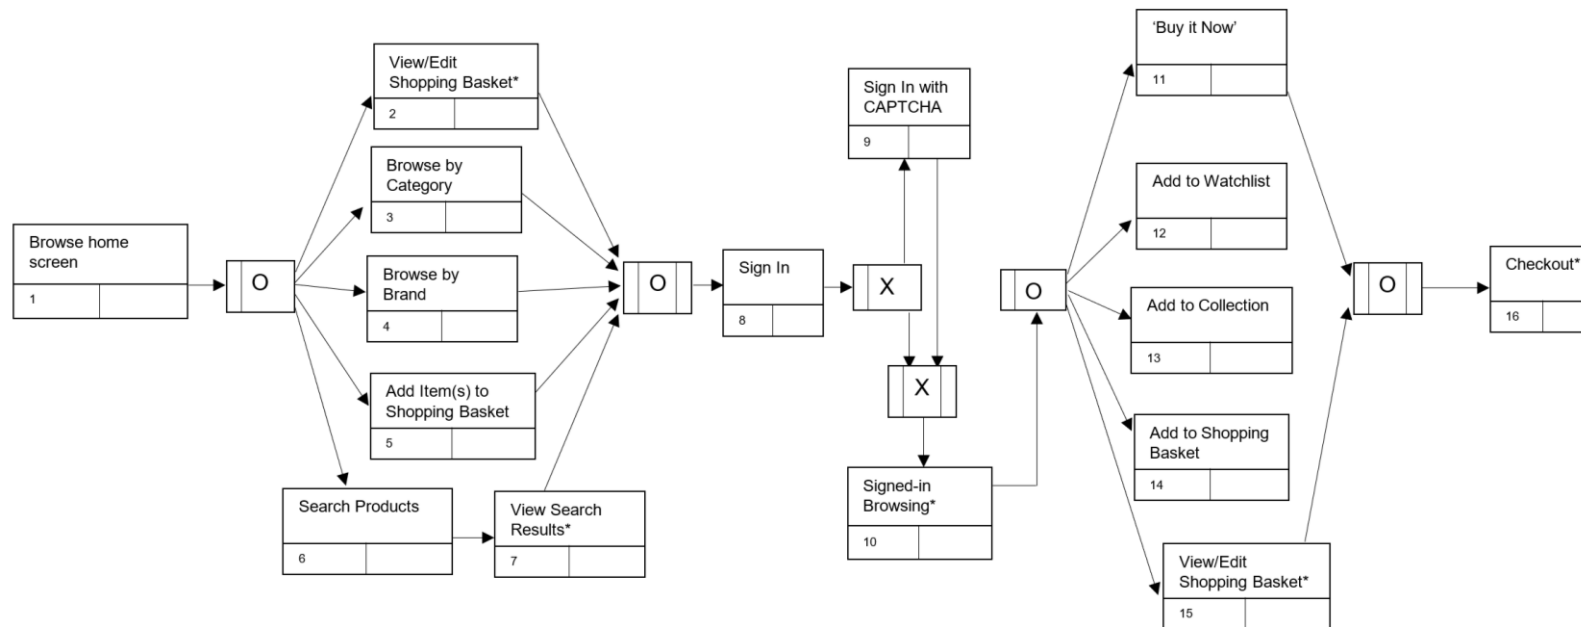 Browse home
screen
1
O
View/Edit
Shopping Basket*
2
Browse by
Category
3
Browse by
Brand
4
Add Item(s) to
Shopping Basket
5
Search Products
6
View Search
Results*
7
O
Sign In
8
X
Sign In with
CAPTCHA
9
X
Signed-in
Browsing*
10
O
‘Buy it Now’
11
Add to Watchlist
12
Add to Collection
13
Add to Shopping
Basket
14
View/Edit
Shopping Basket*
15
O
Checkout*
16